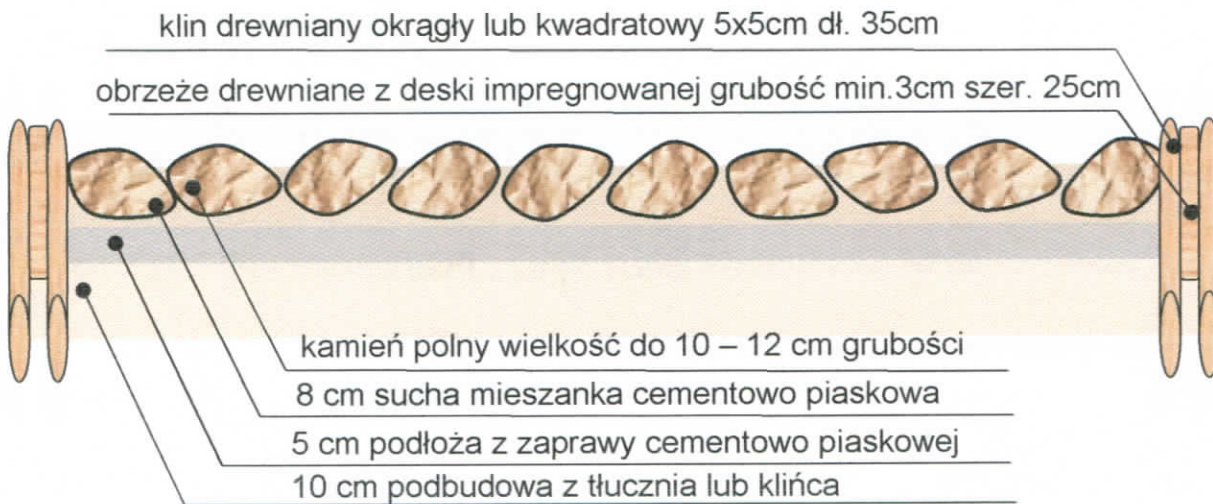 klin drewniany okrągły lub kwadratowy 5x5cm dł. 35cm
obrzeże drewniane z deski impregnowanej grubość min.3cm szer. 25cm
kamień polny wielkość do 10 – 12 cm grubości
8 cm sucha mieszanka cementowo piaskowa
5 cm podłoża z zaprawy cementowo piaskowej
10 cm podbudowa z tłucznia lub klińca